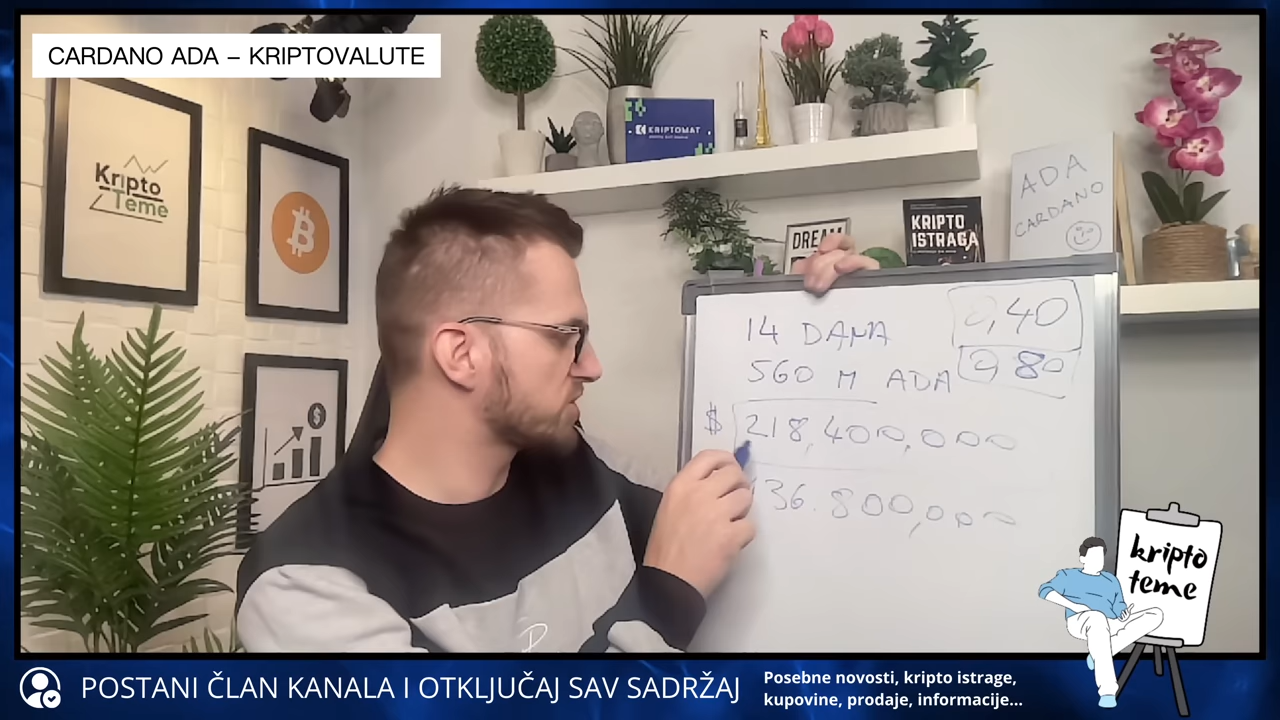 CARDANO ADA – KRIPTOVALUTE
Kripto
Teme
KRIPTOMAT
DREAM
KRIPTO
ISTRAGA
ADA
CARDANO
14 DANA
0,40
560 M ADA
0,80
$ 218,400,000
36.800,000
kripto
teme
POSTANI ČLAN KANALA I OTKLJUČAJ SAV SADRŽAJ
Posebne novosti, kripto istrage,
kupovine, prodaje, informacije...